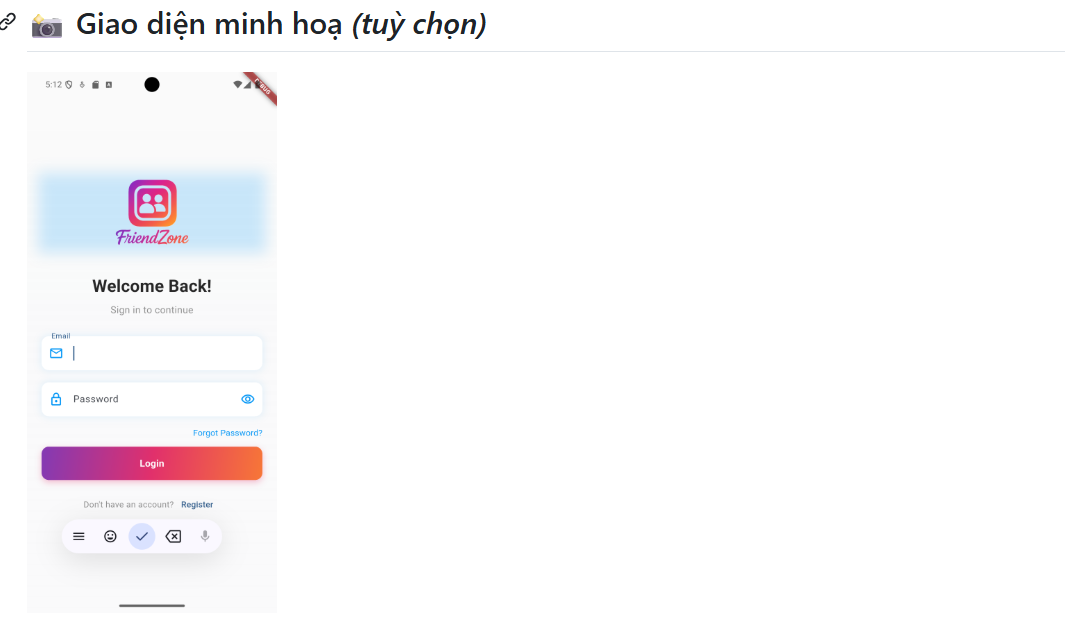 Giao diện minh hoạ (tuỳ chọn)
5:12
FriendZone
Welcome Back!
Sign in to continue
Email
Password
Forgot Password?
Login
Don't have an account? Register